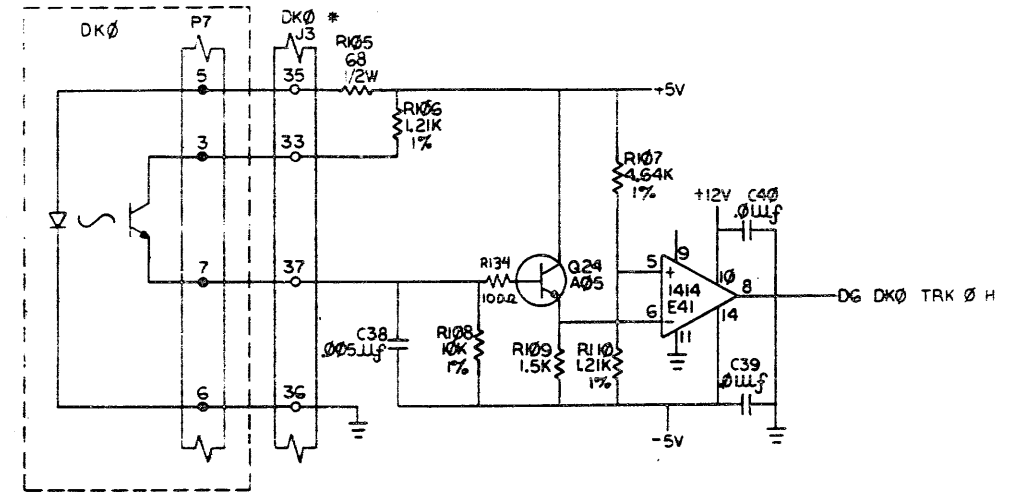 DKØ
P7
DKØ *
J3
5
35
R1Ø5
68
1/2W
+5V
R1Ø6
1.21K
1%
3
33
R1Ø7
4.64K
1%
+12V
C4Ø
.Ø1µf
9
5
+
10
7
37
R134
100Ω
Q24
AØ5
1414
E41
8
DG DKØ TRK Ø H
6
-
14
11
C38
.ØØ5µf
R1Ø8
1ØK
1%
R1Ø9
1.5K
R11Ø
1.21K
1%
C39
.Ø1µf
6
36
-5V